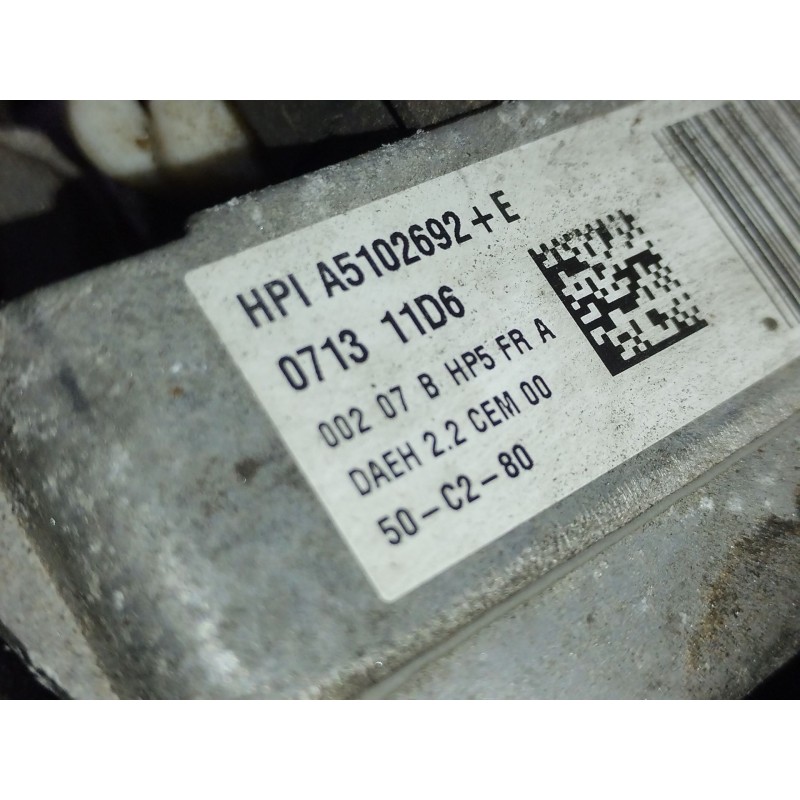 HPI A5102692+E
0713 11D6
002 07 B HP5 FR A
DAEH 2.2 CEM 00
50-C2-80